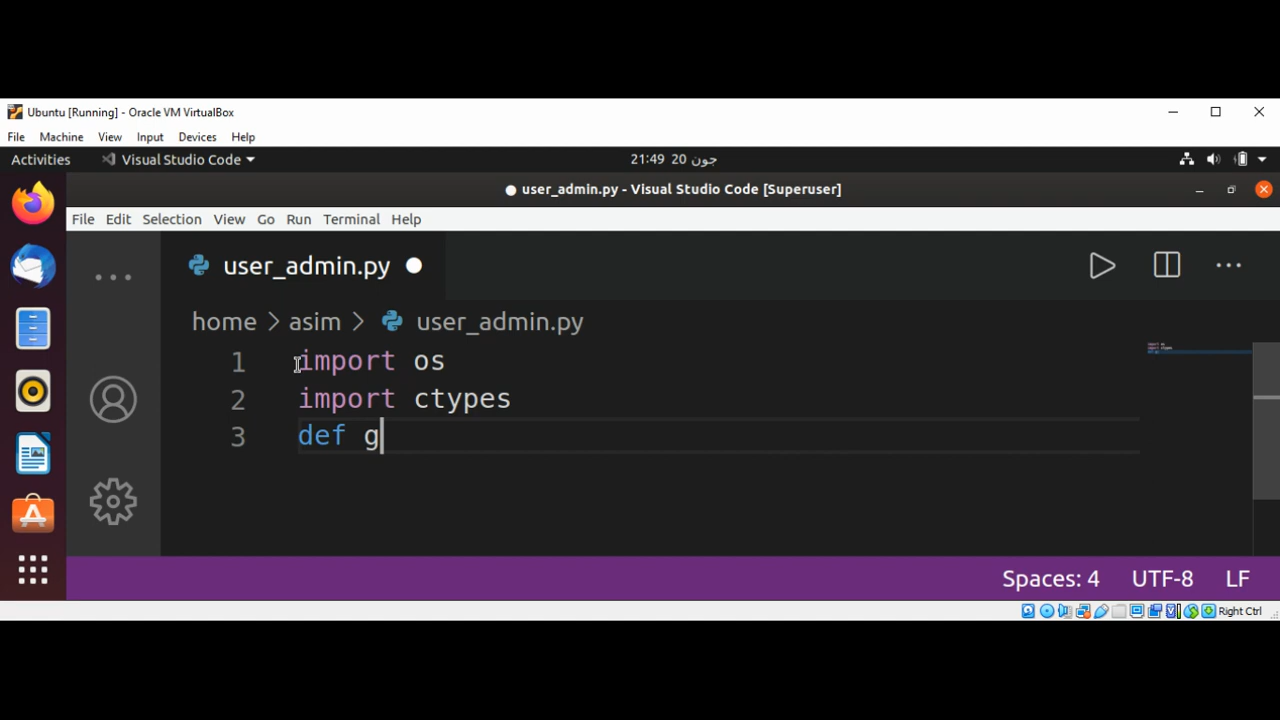 Ubuntu [Running] - Oracle VM VirtualBox
File Machine View Input Devices Help
Activities Visual Studio Code 21:49 20 جون
user_admin.py - Visual Studio Code [Superuser]
File Edit Selection View Go Run Terminal Help
user_admin.py
home > asim > user_admin.py
1 import os
2 import ctypes
3 def g
Spaces: 4 UTF-8 LF
Right Ctrl